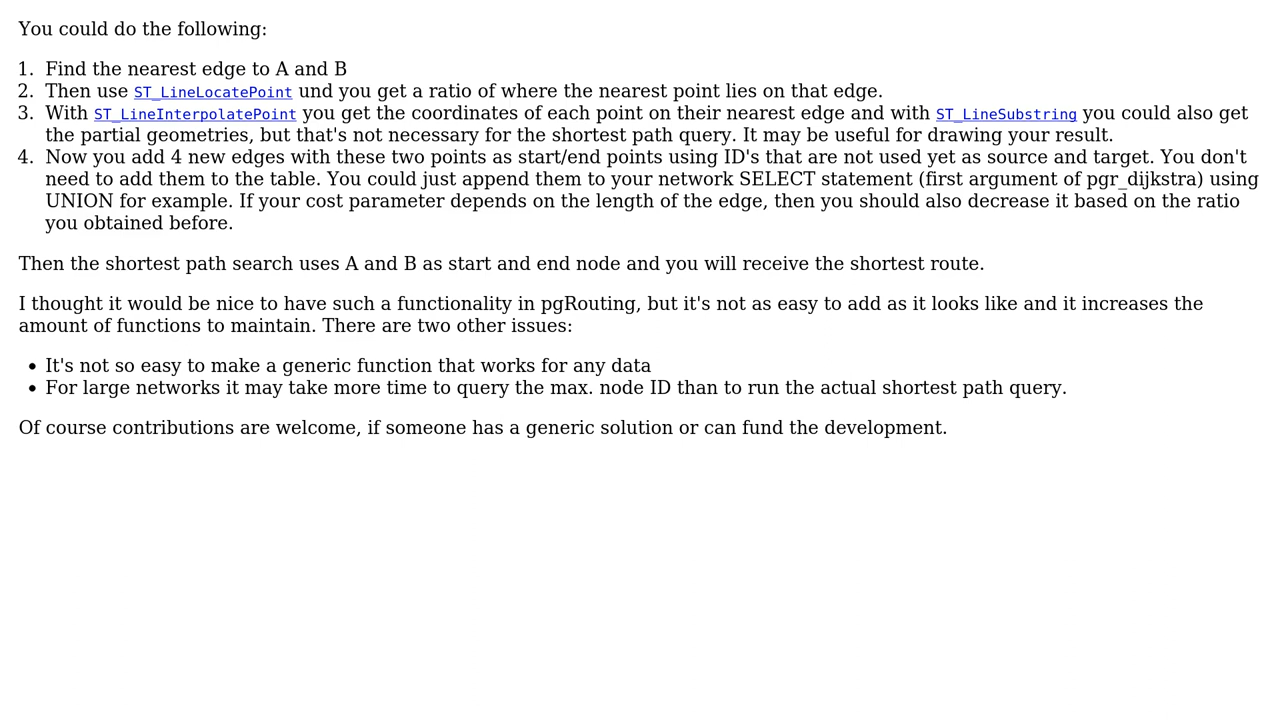 You could do the following:
1. Find the nearest edge to A and B
2. Then use ST_LineLocatePoint und you get a ratio of where the nearest point lies on that edge.
3. With ST_LineInterpolatePoint you get the coordinates of each point on their nearest edge and with ST_LineSubstring you could also get
the partial geometries, but that's not necessary for the shortest path query. It may be useful for drawing your result.
4. Now you add 4 new edges with these two points as start/end points using ID's that are not used yet as source and target. You don't
need to add them to the table. You could just append them to your network SELECT statement (first argument of pgr_dijkstra) using
UNION for example. If your cost parameter depends on the length of the edge, then you should also decrease it based on the ratio
you obtained before.
Then the shortest path search uses A and B as start and end node and you will receive the shortest route.
I thought it would be nice to have such a functionality in pgRouting, but it's not as easy to add as it looks like and it increases the
amount of functions to maintain. There are two other issues:
• It's not so easy to make a generic function that works for any data
• For large networks it may take more time to query the max. node ID than to run the actual shortest path query.
Of course contributions are welcome, if someone has a generic solution or can fund the development.